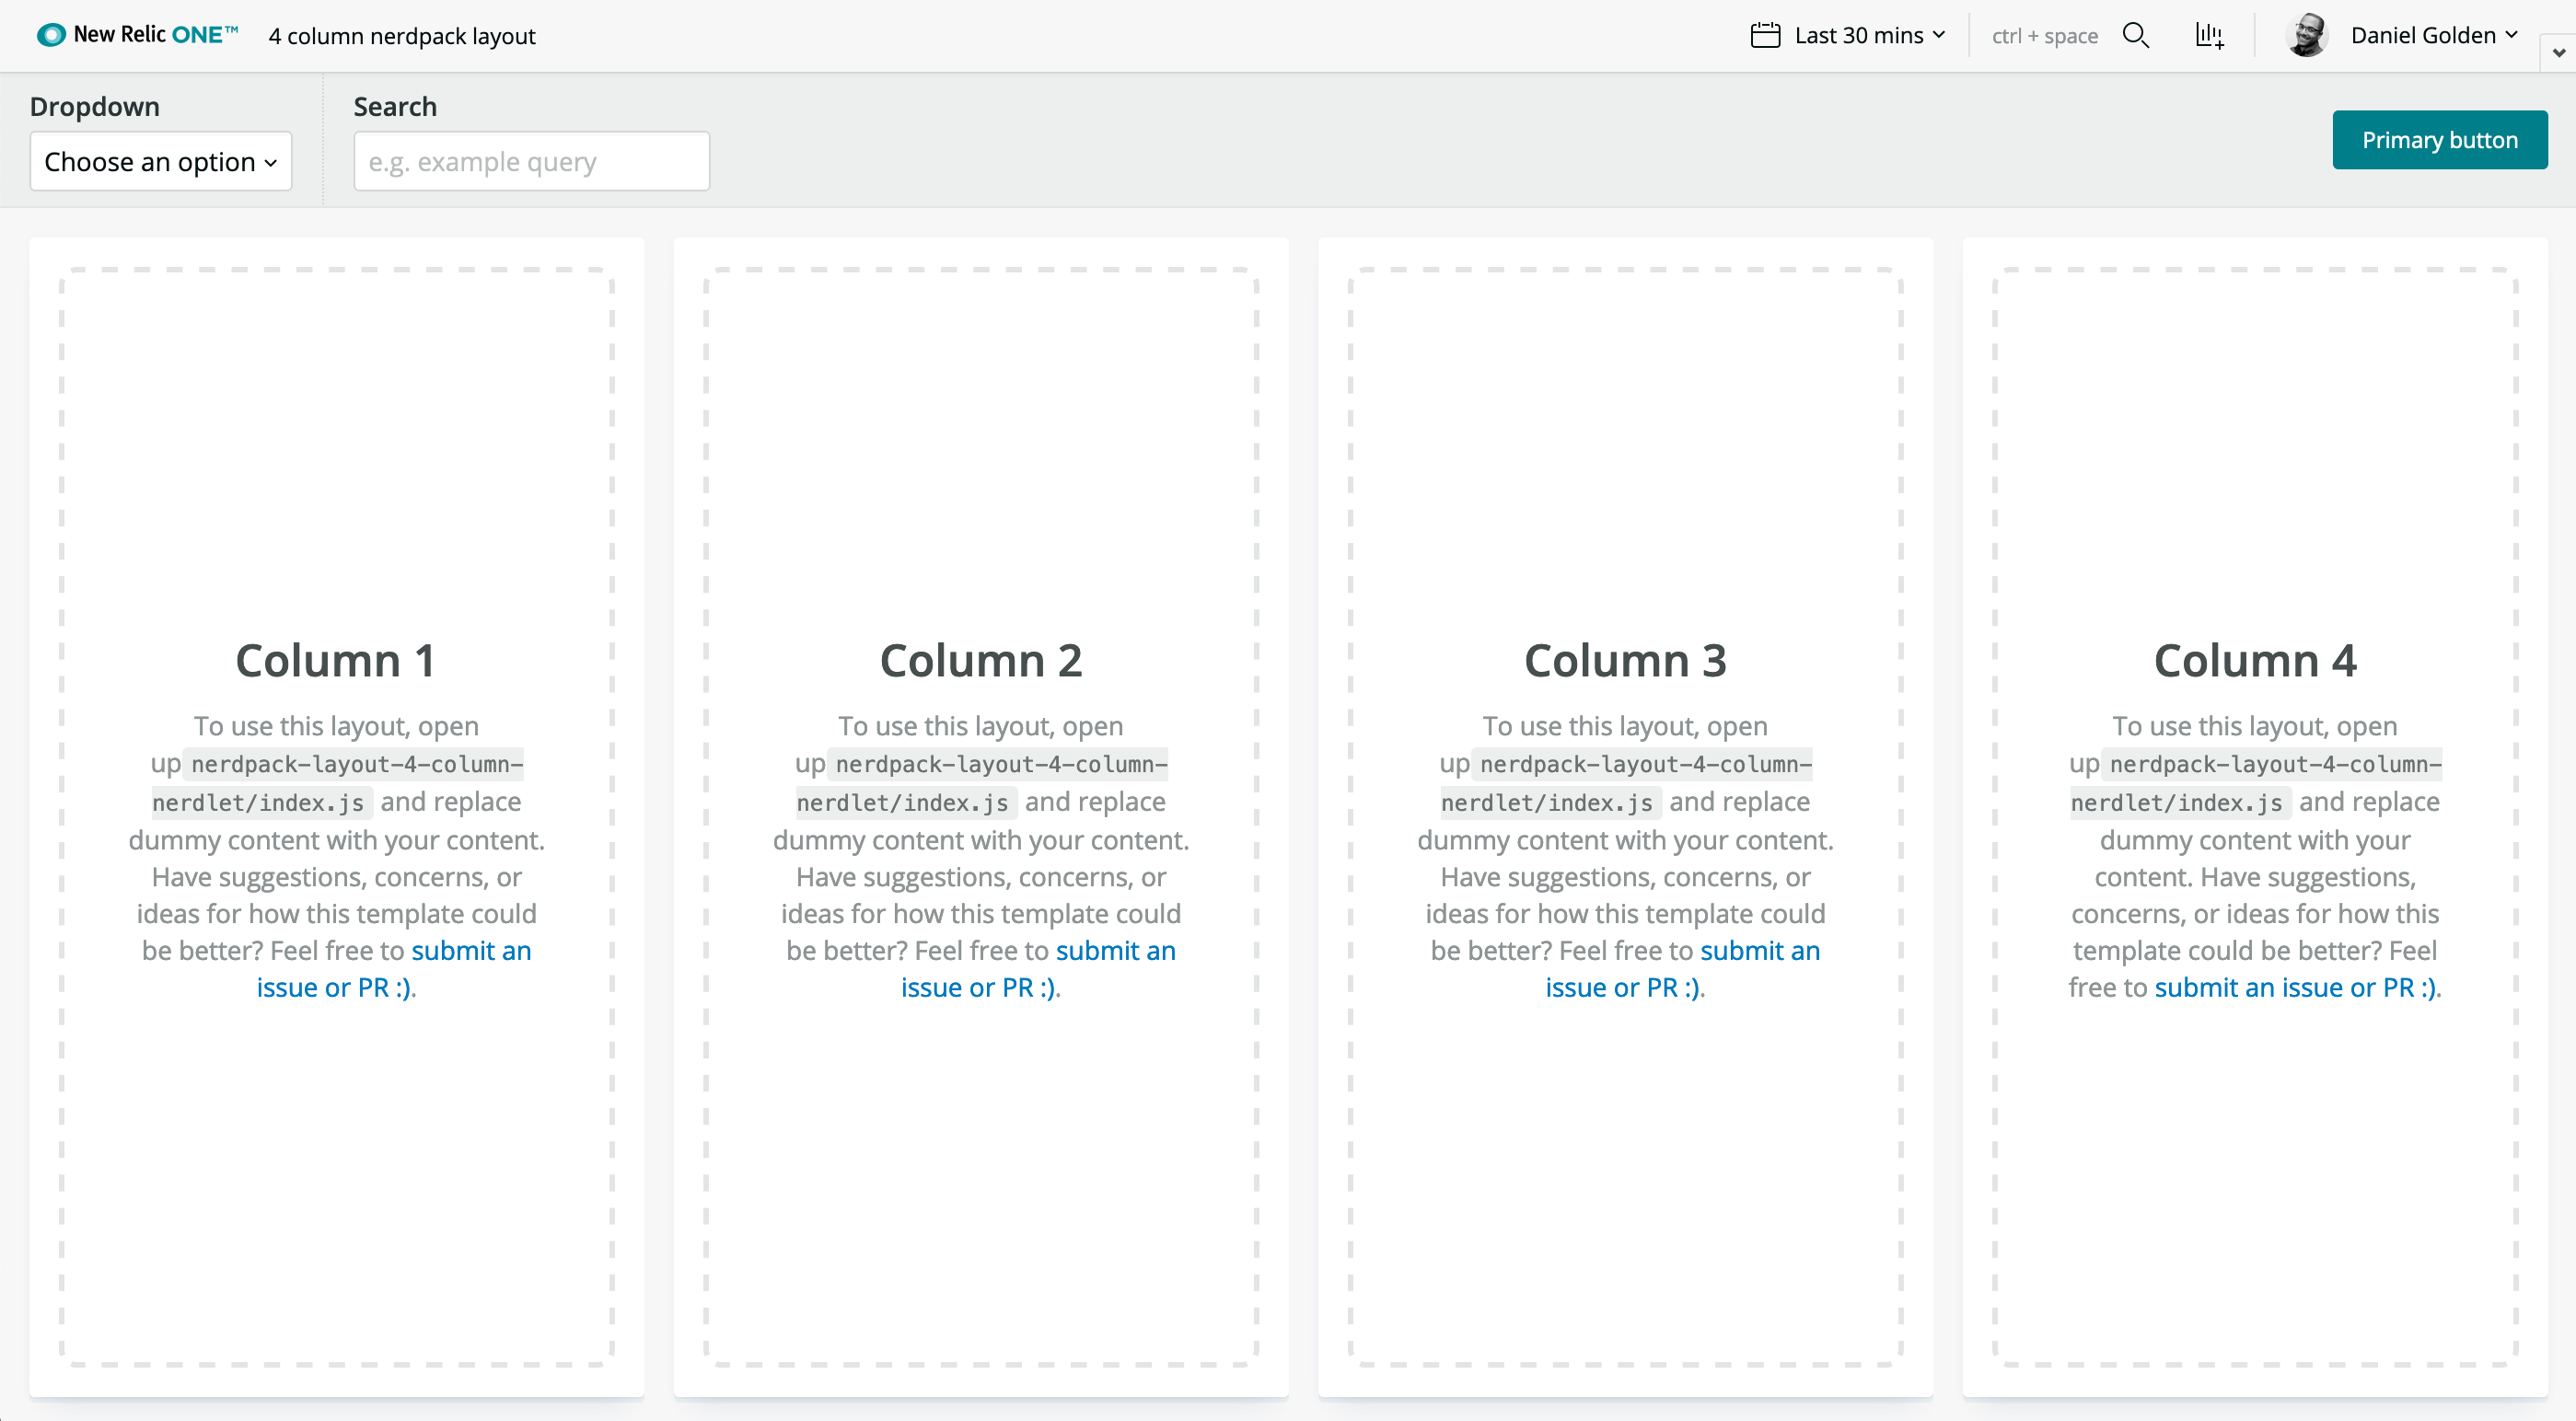 New Relic ONE™ 4 column nerdpack layout Last 30 mins ctrl + space Daniel Golden
Dropdown
Choose an option
Search
e.g. example query
Primary button
Column 1
To use this layout, open
up nerdpack-layout-4-column-
nerdlet/index.js and replace
dummy content with your content.
Have suggestions, concerns, or
ideas for how this template could
be better? Feel free to submit an
issue or PR :).
Column 2
To use this layout, open
up nerdpack-layout-4-column-
nerdlet/index.js and replace
dummy content with your content.
Have suggestions, concerns, or
ideas for how this template could
be better? Feel free to submit an
issue or PR :).
Column 3
To use this layout, open
up nerdpack-layout-4-column-
nerdlet/index.js and replace
dummy content with your content.
Have suggestions, concerns, or
ideas for how this template could
be better? Feel free to submit an
issue or PR :).
Column 4
To use this layout, open
up nerdpack-layout-4-column-
nerdlet/index.js and replace
dummy content with your
content. Have suggestions,
concerns, or ideas for how this
template could be better? Feel
free to submit an issue or PR :).